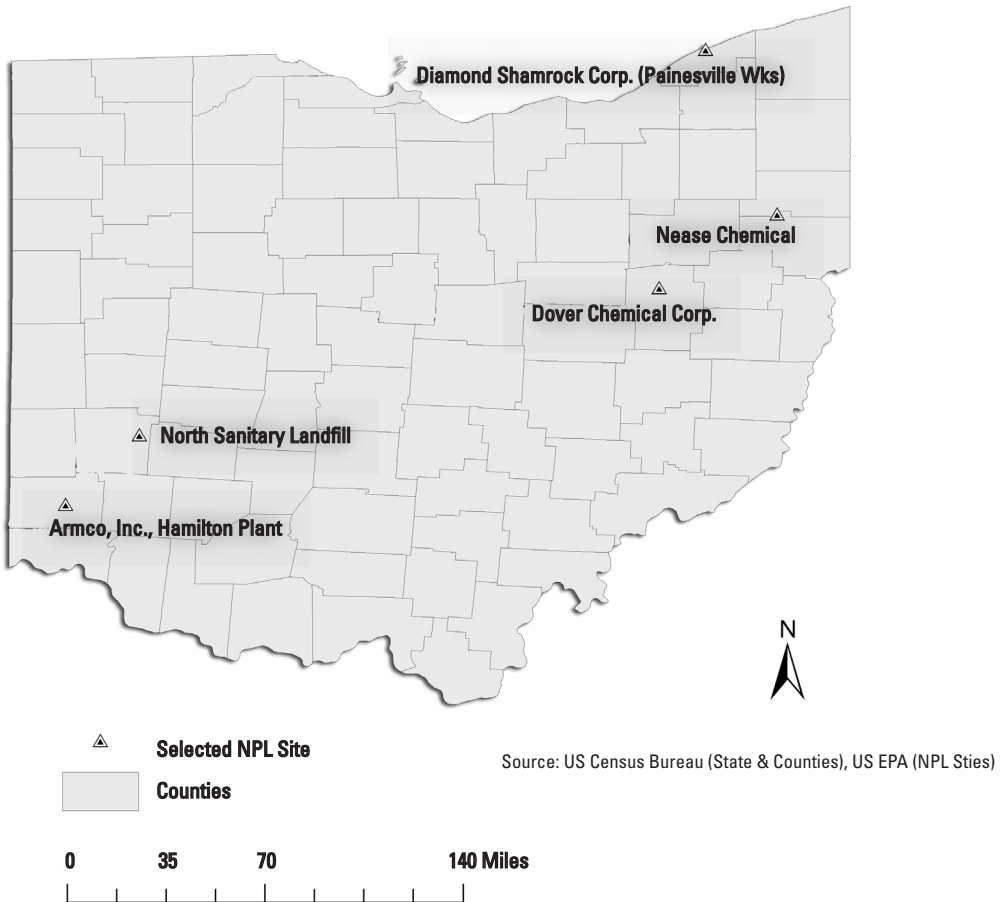 Diamond Shamrock Corp. (Painesville Wks)
Nease Chemical
Dover Chemical Corp.
North Sanitary Landfill
Armco, Inc., Hamilton Plant
N
Selected NPL Site
Source: US Census Bureau (State & Counties), US EPA (NPL Sties)
Counties
0 35 70 140 Miles